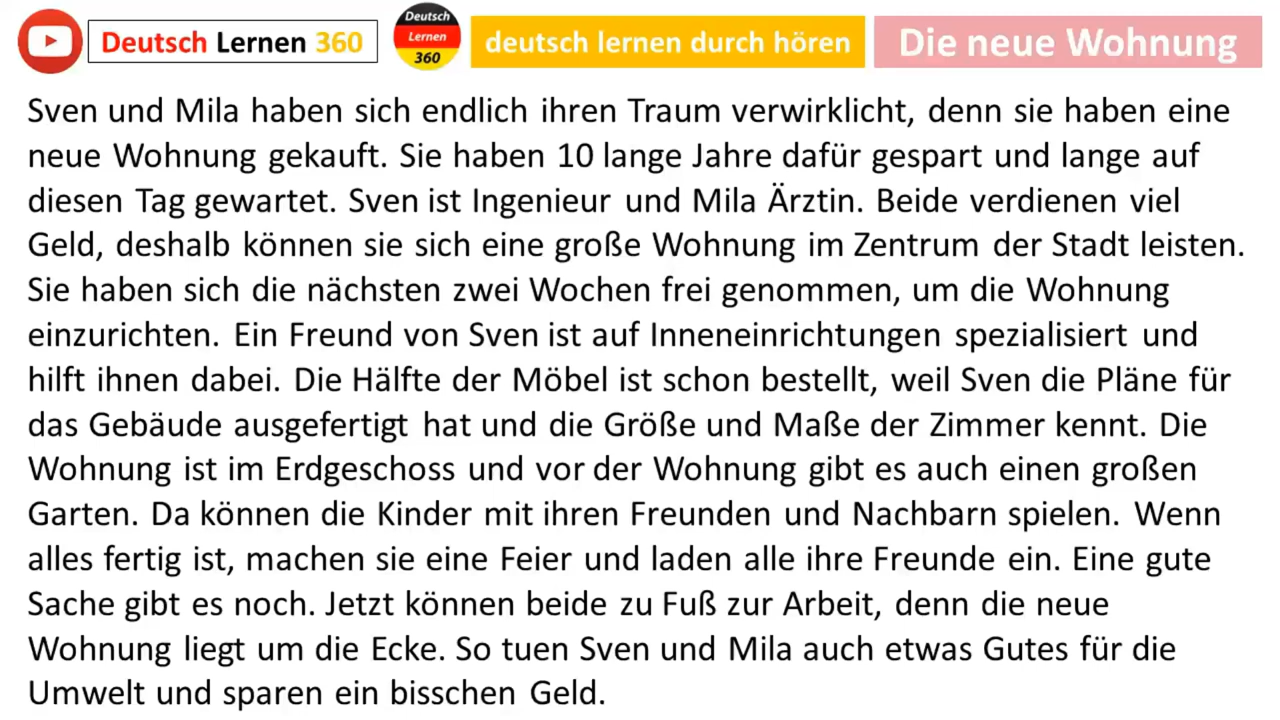 Deutsch Lernen 360
Deutsch
Lernen
360
deutsch lernen durch hören
Die neue Wohnung
Sven und Mila haben sich endlich ihren Traum verwirklicht, denn sie haben eine
neue Wohnung gekauft. Sie haben 10 lange Jahre dafür gespart und lange auf
diesen Tag gewartet. Sven ist Ingenieur und Mila Ärztin. Beide verdienen viel
Geld, deshalb können sie sich eine große Wohnung im Zentrum der Stadt leisten.
Sie haben sich die nächsten zwei Wochen frei genommen, um die Wohnung
einzurichten. Ein Freund von Sven ist auf Inneneinrichtungen spezialisiert und
hilft ihnen dabei. Die Hälfte der Möbel ist schon bestellt, weil Sven die Pläne für
das Gebäude ausgefertigt hat und die Größe und Maße der Zimmer kennt. Die
Wohnung ist im Erdgeschoss und vor der Wohnung gibt es auch einen großen
Garten. Da können die Kinder mit ihren Freunden und Nachbarn spielen. Wenn
alles fertig ist, machen sie eine Feier und laden alle ihre Freunde ein. Eine gute
Sache gibt es noch. Jetzt können beide zu Fuß zur Arbeit, denn die neue
Wohnung liegt um die Ecke. So tuen Sven und Mila auch etwas Gutes für die
Umwelt und sparen ein bisschen Geld.